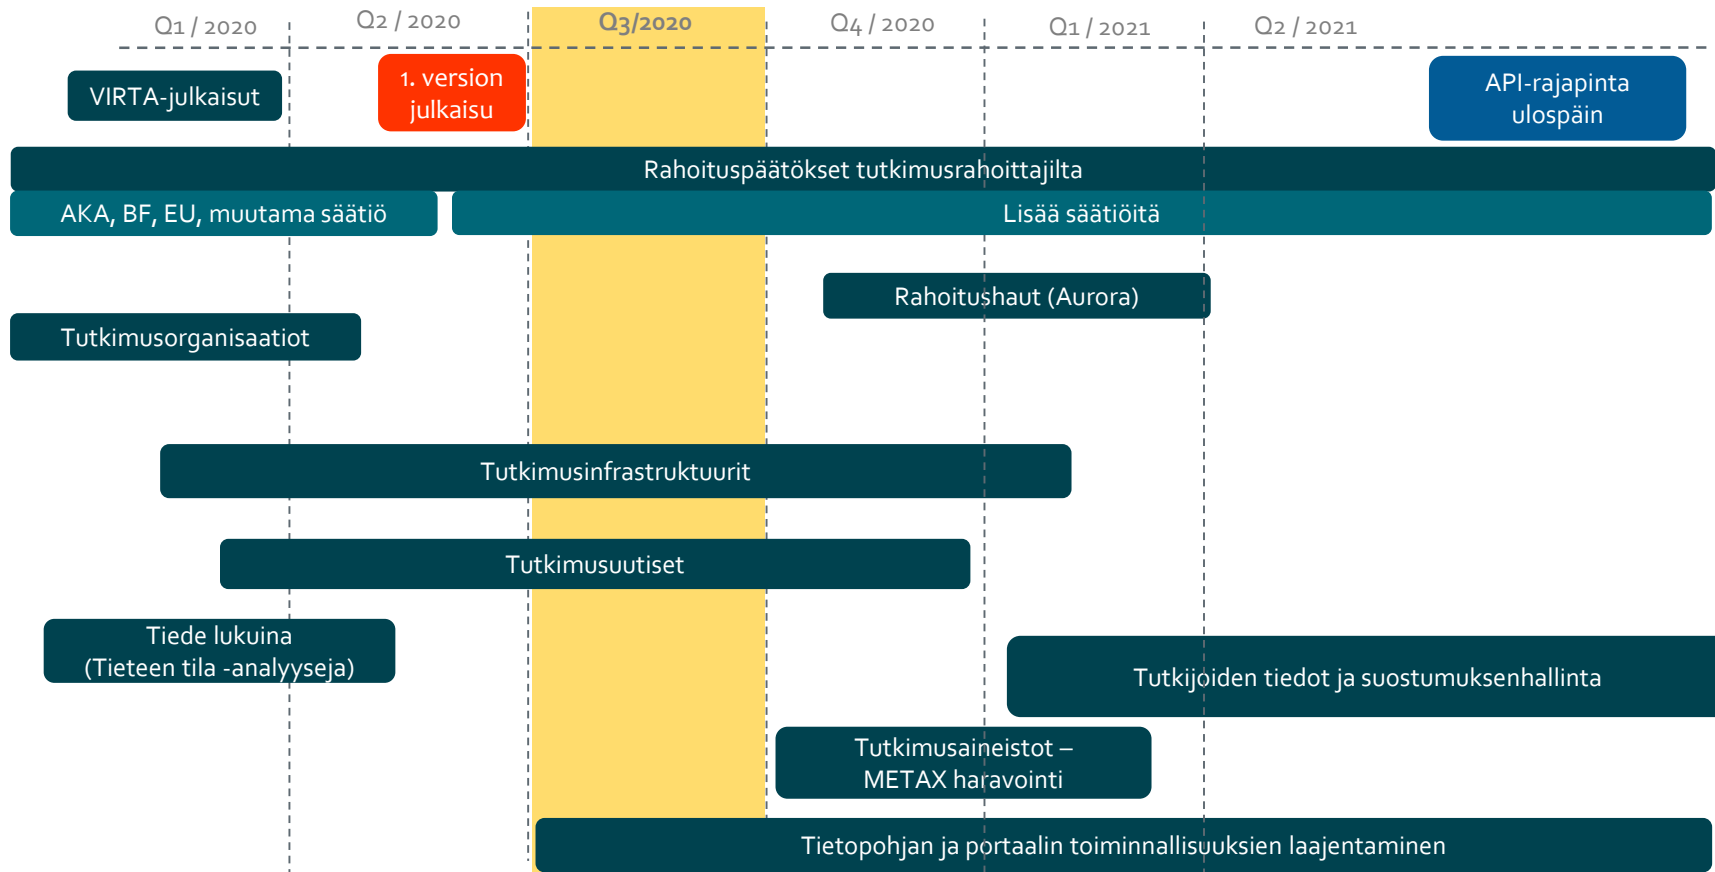 Q1 / 2020
Q2 / 2020
Q3/2020
Q4 / 2020
Q1 / 2021
Q2 / 2021
VIRTA-julkaisut
1. version
julkaisu
API-rajapinta
ulospäin
Rahoituspäätökset tutkimusrahoittajilta
AKA, BF, EU, muutama säätiö
Lisää säätiöitä
Rahoitushaut (Aurora)
Tutkimusorganisaatiot
Tutkimusinfrastruktuurit
Tutkimusuutiset
Tiede lukuina
(Tieteen tila -analyyseja)
Tutkijoiden tiedot ja suostumuksenhallinta
Tutkimusaineistot –
METAX haravointi
Tietopohjan ja portaalin toiminnallisuuksien laajentaminen